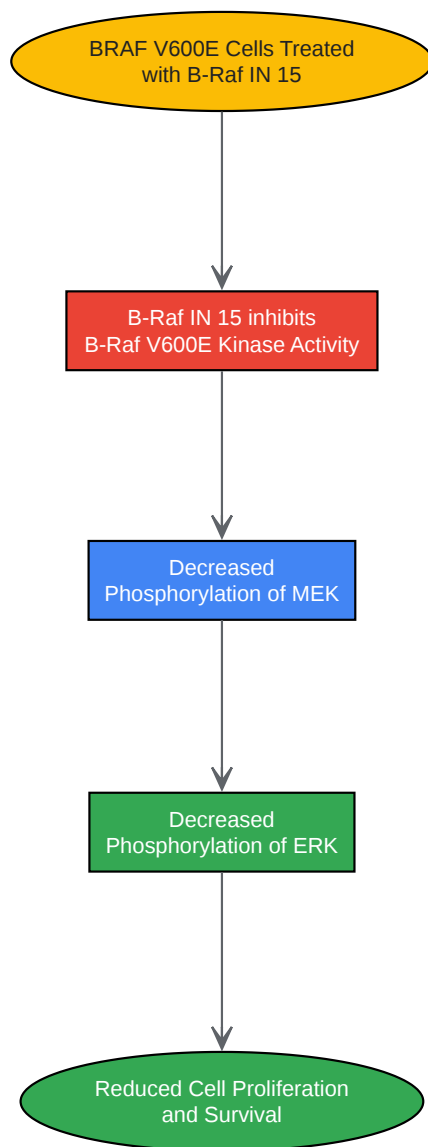 BRAF V600E Cells Treated
with B-Raf IN 15
B-Raf IN 15 inhibits
B-Raf V600E Kinase Activity
Decreased
Phosphorylation of MEK
Decreased
Phosphorylation of ERK
Reduced Cell Proliferation
and Survival